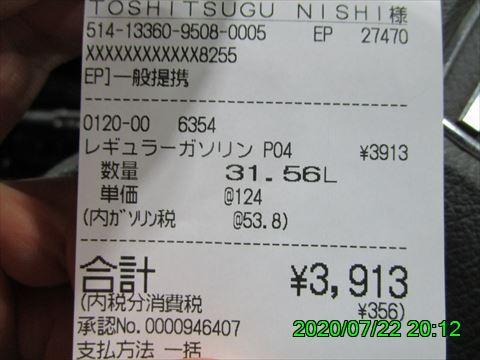 TOSHITSUGU NISHI様
514-13360-9508-0005 EP 27470
XXXXXXXXXXXX8255
EP]一般提携
0120-00 6354
レギュラーガソリン P04 ¥3913
数量 31.56L
単価 @124
(内ガソリン税 @53.8)
合計 ¥3,913
(内税分消費税 ¥356)
承認No.0000946407
支払方法 一括
2020/07/22 20:12